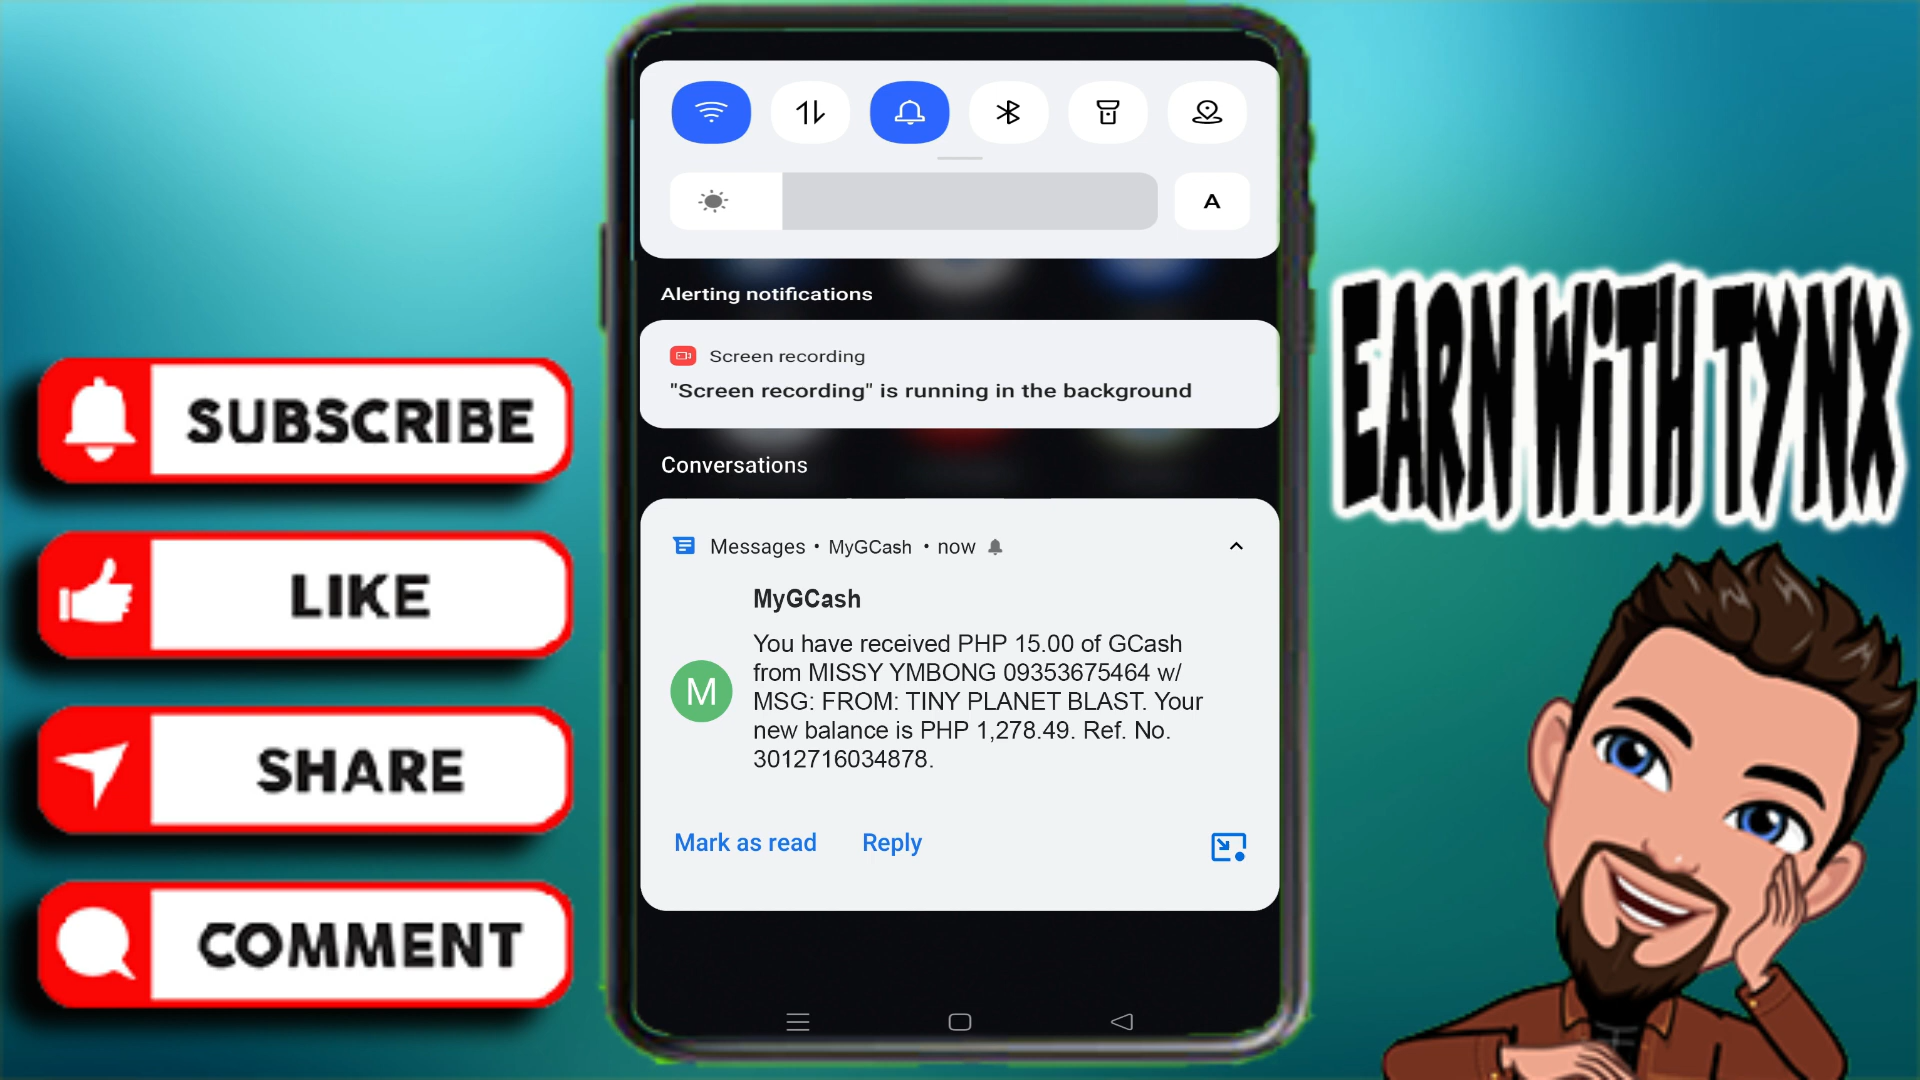 SUBSCRIBE
LIKE
SHARE
COMMENT
A
Alerting notifications
Screen recording
"Screen recording" is running in the background
Conversations
Messages • MyGCash • now
MyGCash
M
You have received PHP 15.00 of GCash
from MISSY YMBONG 09353675464 w/
MSG: FROM: TINY PLANET BLAST. Your
new balance is PHP 1,278.49. Ref. No.
3012716034878.
Mark as read Reply
EARN WiTH TYNX